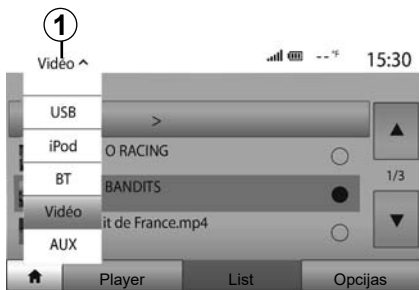 1
Vidéo
--°F 15:30
USB
>
iPod
O RACING
BT
BANDITS
1/3
Vidéo
it de France.mp4
AUX
Player List Opcijas